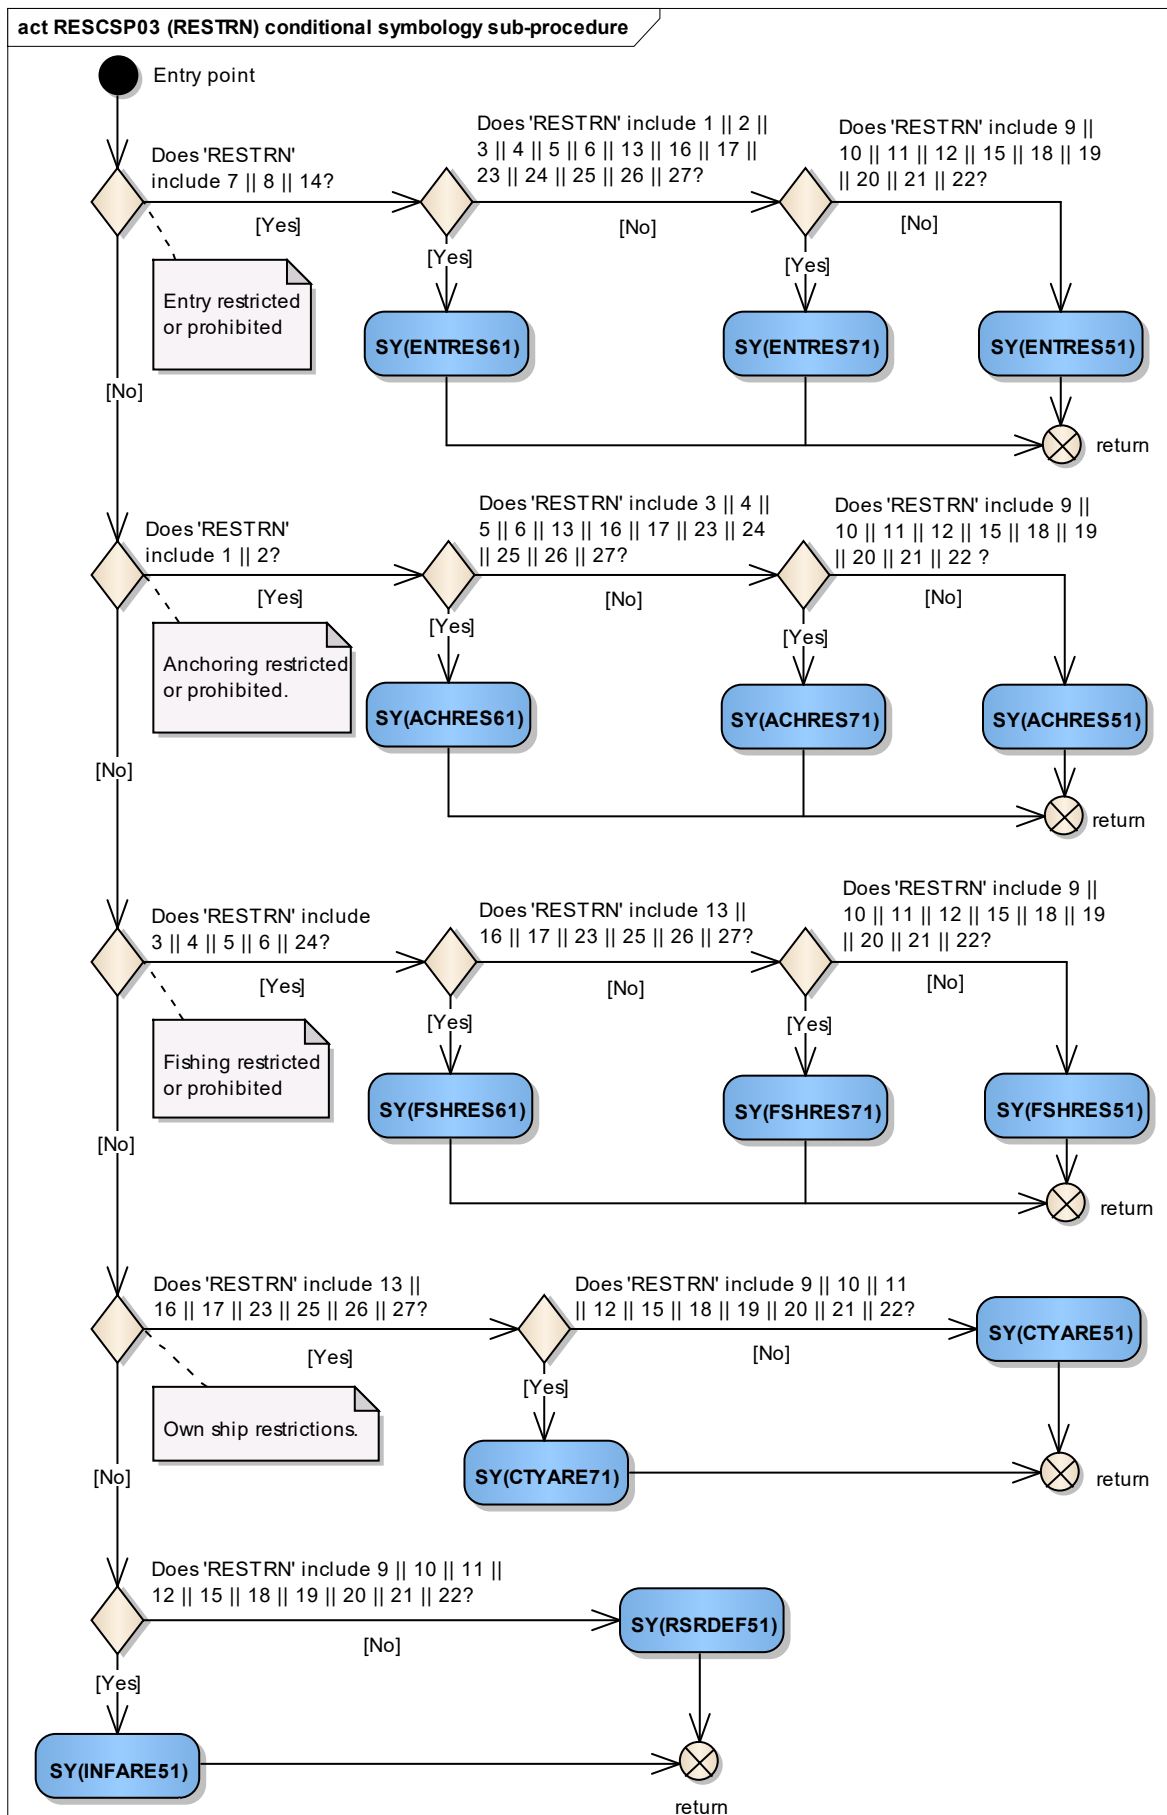 act RESCSP03 (RESTRN) conditional symbology sub-procedure
Entry point
Does 'RESTRN'
include 7 || 8 || 14?
[Yes]
Does 'RESTRN' include 1 || 2 ||
3 || 4 || 5 || 6 || 13 || 16 || 17 ||
23 || 24 || 25 || 26 || 27?
[No]
Does 'RESTRN' include 9 ||
10 || 11 || 12 || 15 || 18 || 19
|| 20 || 21 || 22?
[No]
[Yes]
[Yes]
Entry restricted
or prohibited
SY(ENTRES61)
SY(ENTRES71)
SY(ENTRES51)
[No]
return
Does 'RESTRN'
include 1 || 2?
[Yes]
Does 'RESTRN' include 3 || 4 ||
5 || 6 || 13 || 16 || 17 || 23 || 24
|| 25 || 26 || 27?
[No]
Does 'RESTRN' include 9 ||
10 || 11 || 12 || 15 || 18 || 19
|| 20 || 21 || 22 ?
[No]
[Yes]
[Yes]
Anchoring restricted
or prohibited.
SY(ACHRES61)
SY(ACHRES71)
SY(ACHRES51)
[No]
return
Does 'RESTRN' include
3 || 4 || 5 || 6 || 24?
[Yes]
Does 'RESTRN' include 13 ||
16 || 17 || 23 || 25 || 26 || 27?
[No]
Does 'RESTRN' include 9 ||
10 || 11 || 12 || 15 || 18 || 19
|| 20 || 21 || 22?
[No]
[Yes]
[Yes]
Fishing restricted
or prohibited
SY(FSHRES61)
SY(FSHRES71)
SY(FSHRES51)
[No]
return
Does 'RESTRN' include 13 ||
16 || 17 || 23 || 25 || 26 || 27?
[Yes]
Does 'RESTRN' include 9 || 10 || 11
|| 12 || 15 || 18 || 19 || 20 || 21 || 22?
[No]
SY(CTYARE51)
[Yes]
Own ship restrictions.
SY(CTYARE71)
[No]
return
Does 'RESTRN' include 9 || 10 || 11 ||
12 || 15 || 18 || 19 || 20 || 21 || 22?
[No]
SY(RSRDEF51)
[Yes]
SY(INFARE51)
return